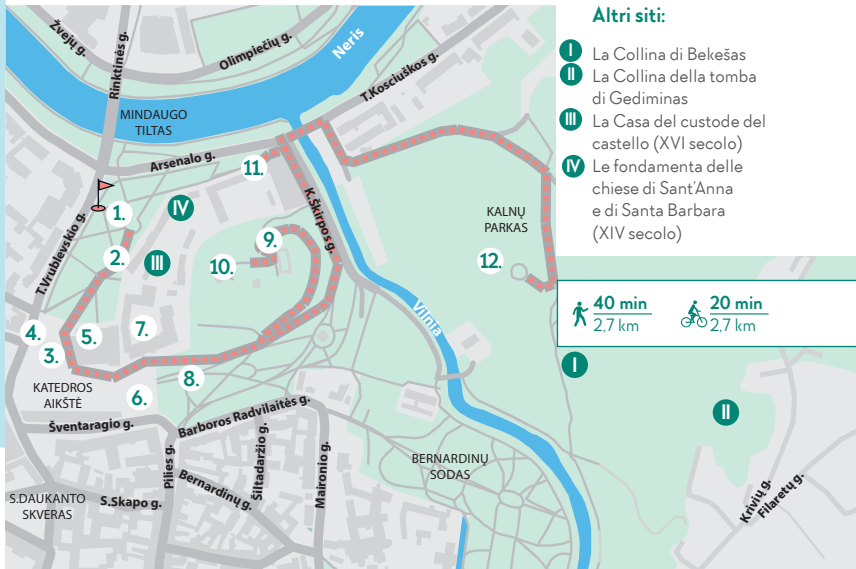 Altri siti:
I La Collina di Bekešas
II La Collina della tomba
di Gediminas
III La Casa del custode del
castello (XVI secolo)
IV Le fondamenta delle
chiese di Sant'Anna
e di Santa Barbara
(XIV secolo)
40 min
2,7 km
20 min
2,7 km
Žvejų g.
Rinktinės g.
Olimpiečių g.
Neris
T.Kosciuškos g.
MINDAUGO
TILTAS
Arsenalo g.
11.
K.Škirpos g.
1.
IV
T.Vrublevskio g.
KALNŲ
PARKAS
2.
III
9.
10.
12.
Vilnia
4.
5.
7.
3.
I
8.
KATEDROS
AIKŠTĖ
6.
II
Šventaragio g.
Barboros Radvilaitės g.
Pilies g.
Bernardinų g.
Šiltadaržio g.
Maironio g.
BERNARDINŲ
SODAS
S.DAUKANTO
SKVERAS
S.Skapo g.
Krivių g.
Filaretų g.